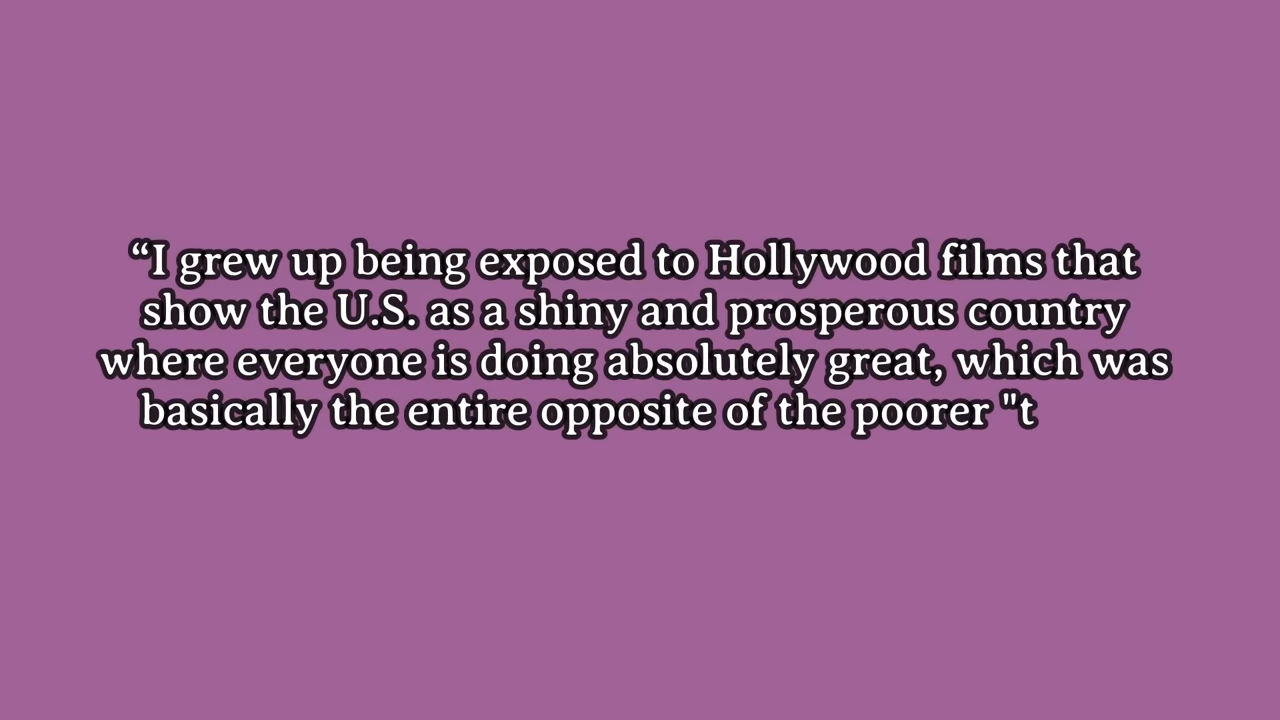 “I grew up being exposed to Hollywood films that
show the U.S. as a shiny and prosperous country
where everyone is doing absolutely great, which was
basically the entire opposite of the poorer "t